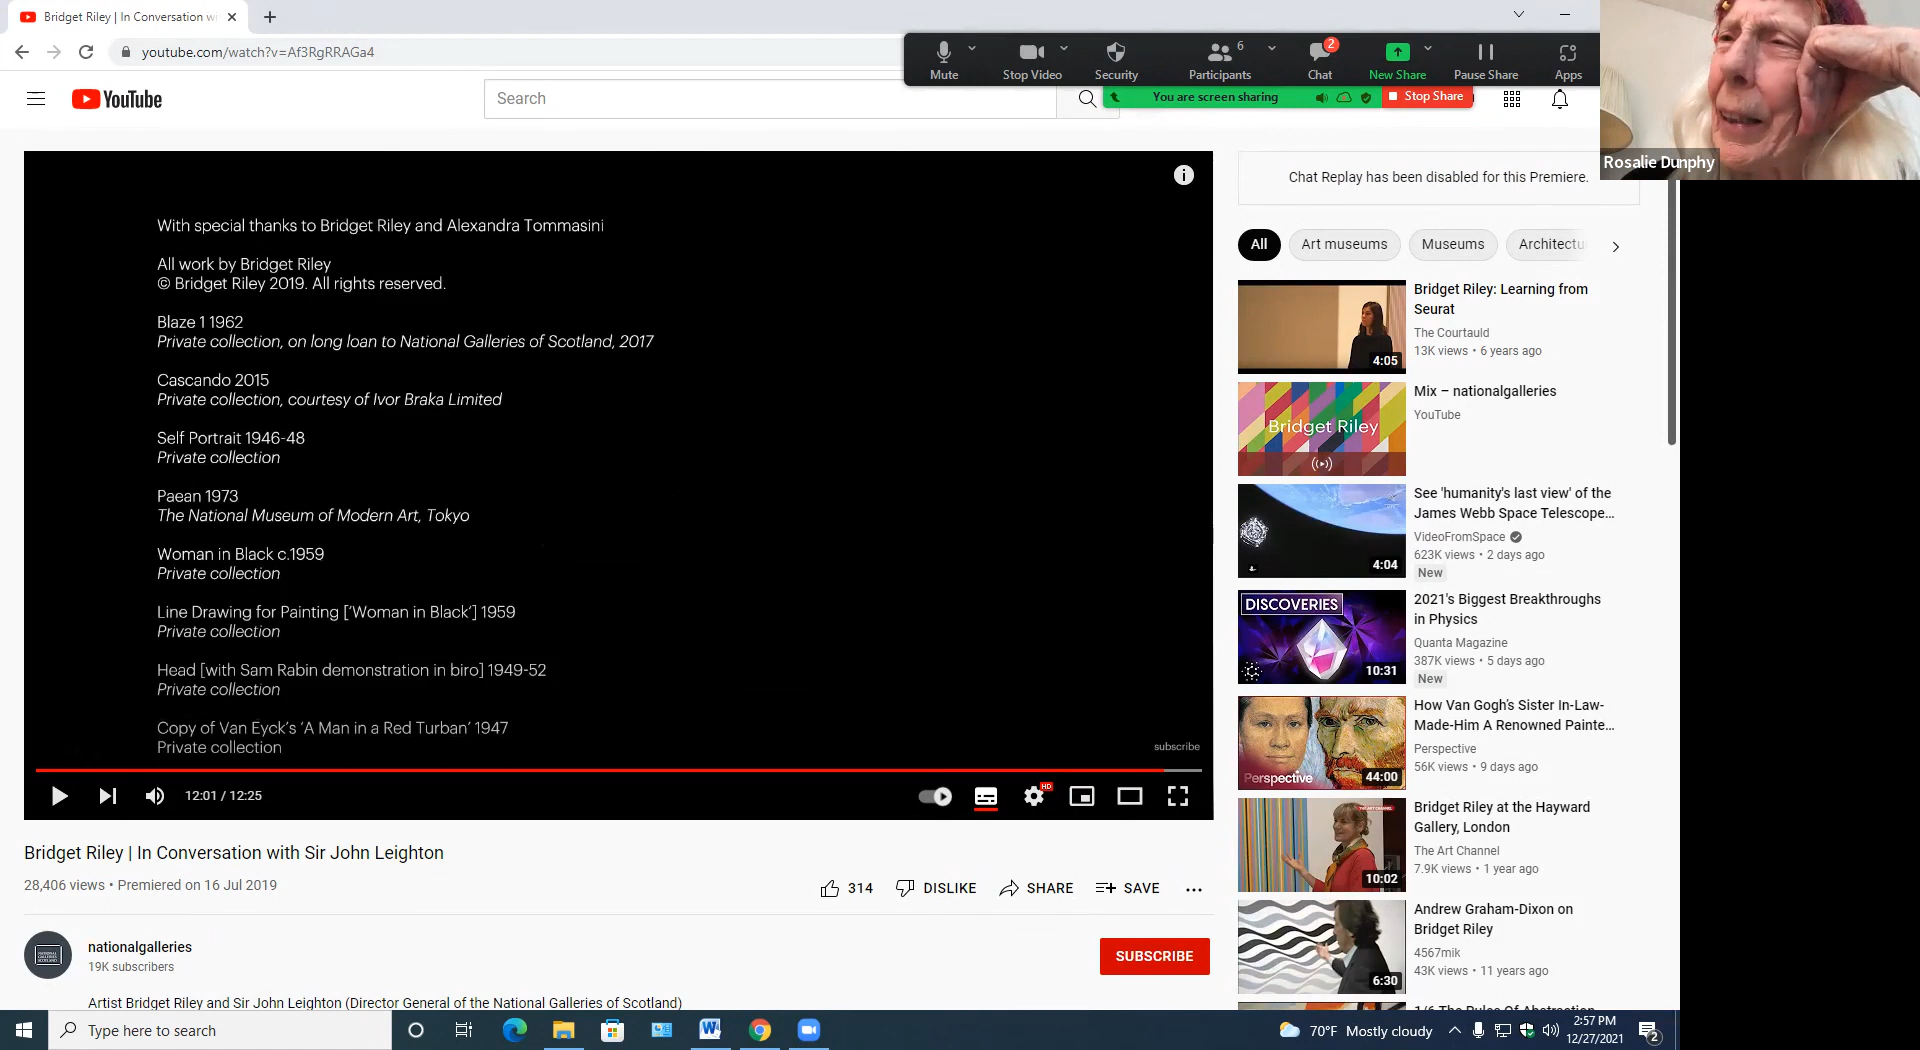 Bridget Riley | In Conversation wi
youtube.com/watch?v=Af3RgRRAGa4
Mute
Stop Video
Security
6
Participants
2
Chat
New Share
Pause Share
Apps
You are screen sharing
Stop Share
Rosalie Dunphy
YouTube
Search
With special thanks to Bridget Riley and Alexandra Tommasini
All work by Bridget Riley
© Bridget Riley 2019. All rights reserved.
Blaze 1 1962
Private collection, on long loan to National Galleries of Scotland, 2017
Cascando 2015
Private collection, courtesy of Ivor Braka Limited
Self Portrait 1946-48
Private collection
Paean 1973
The National Museum of Modern Art, Tokyo
Woman in Black c.1959
Private collection
Line Drawing for Painting ['Woman in Black'] 1959
Private collection
Head [with Sam Rabin demonstration in biro] 1949-52
Private collection
Copy of Van Eyck's 'A Man in a Red Turban' 1947
Private collection
subscribe
12:01 / 12:25
HD
Bridget Riley | In Conversation with Sir John Leighton
28,406 views • Premiered on 16 Jul 2019
314
DISLIKE
SHARE
SAVE
nationalgalleries
19K subscribers
SUBSCRIBE
Artist Bridget Riley and Sir John Leighton (Director General of the National Galleries of Scotland)
Chat Replay has been disabled for this Premiere.
All
Art museums
Museums
Architectu
Bridget Riley: Learning from
Seurat
The Courtauld
13K views • 6 years ago
4:05
Mix – nationalgalleries
YouTube
Bridget Riley
See 'humanity's last view' of the
James Webb Space Telescope...
VideoFromSpace
623K views • 2 days ago
New
4:04
DISCOVERIES
2021's Biggest Breakthroughs
in Physics
Quanta Magazine
387K views • 5 days ago
New
10:31
How Van Gogh's Sister In-Law-
Made-Him A Renowned Painte...
Perspective
56K views • 9 days ago
Perspective
44:00
Bridget Riley at the Hayward
Gallery, London
The Art Channel
7.9K views • 1 year ago
THE ART CHANNEL
10:02
Andrew Graham-Dixon on
Bridget Riley
4567mik
43K views • 11 years ago
6:30
1/6 The Rules Of Abstraction
Type here to search
70°F Mostly cloudy
2:57 PM
12/27/2021
2